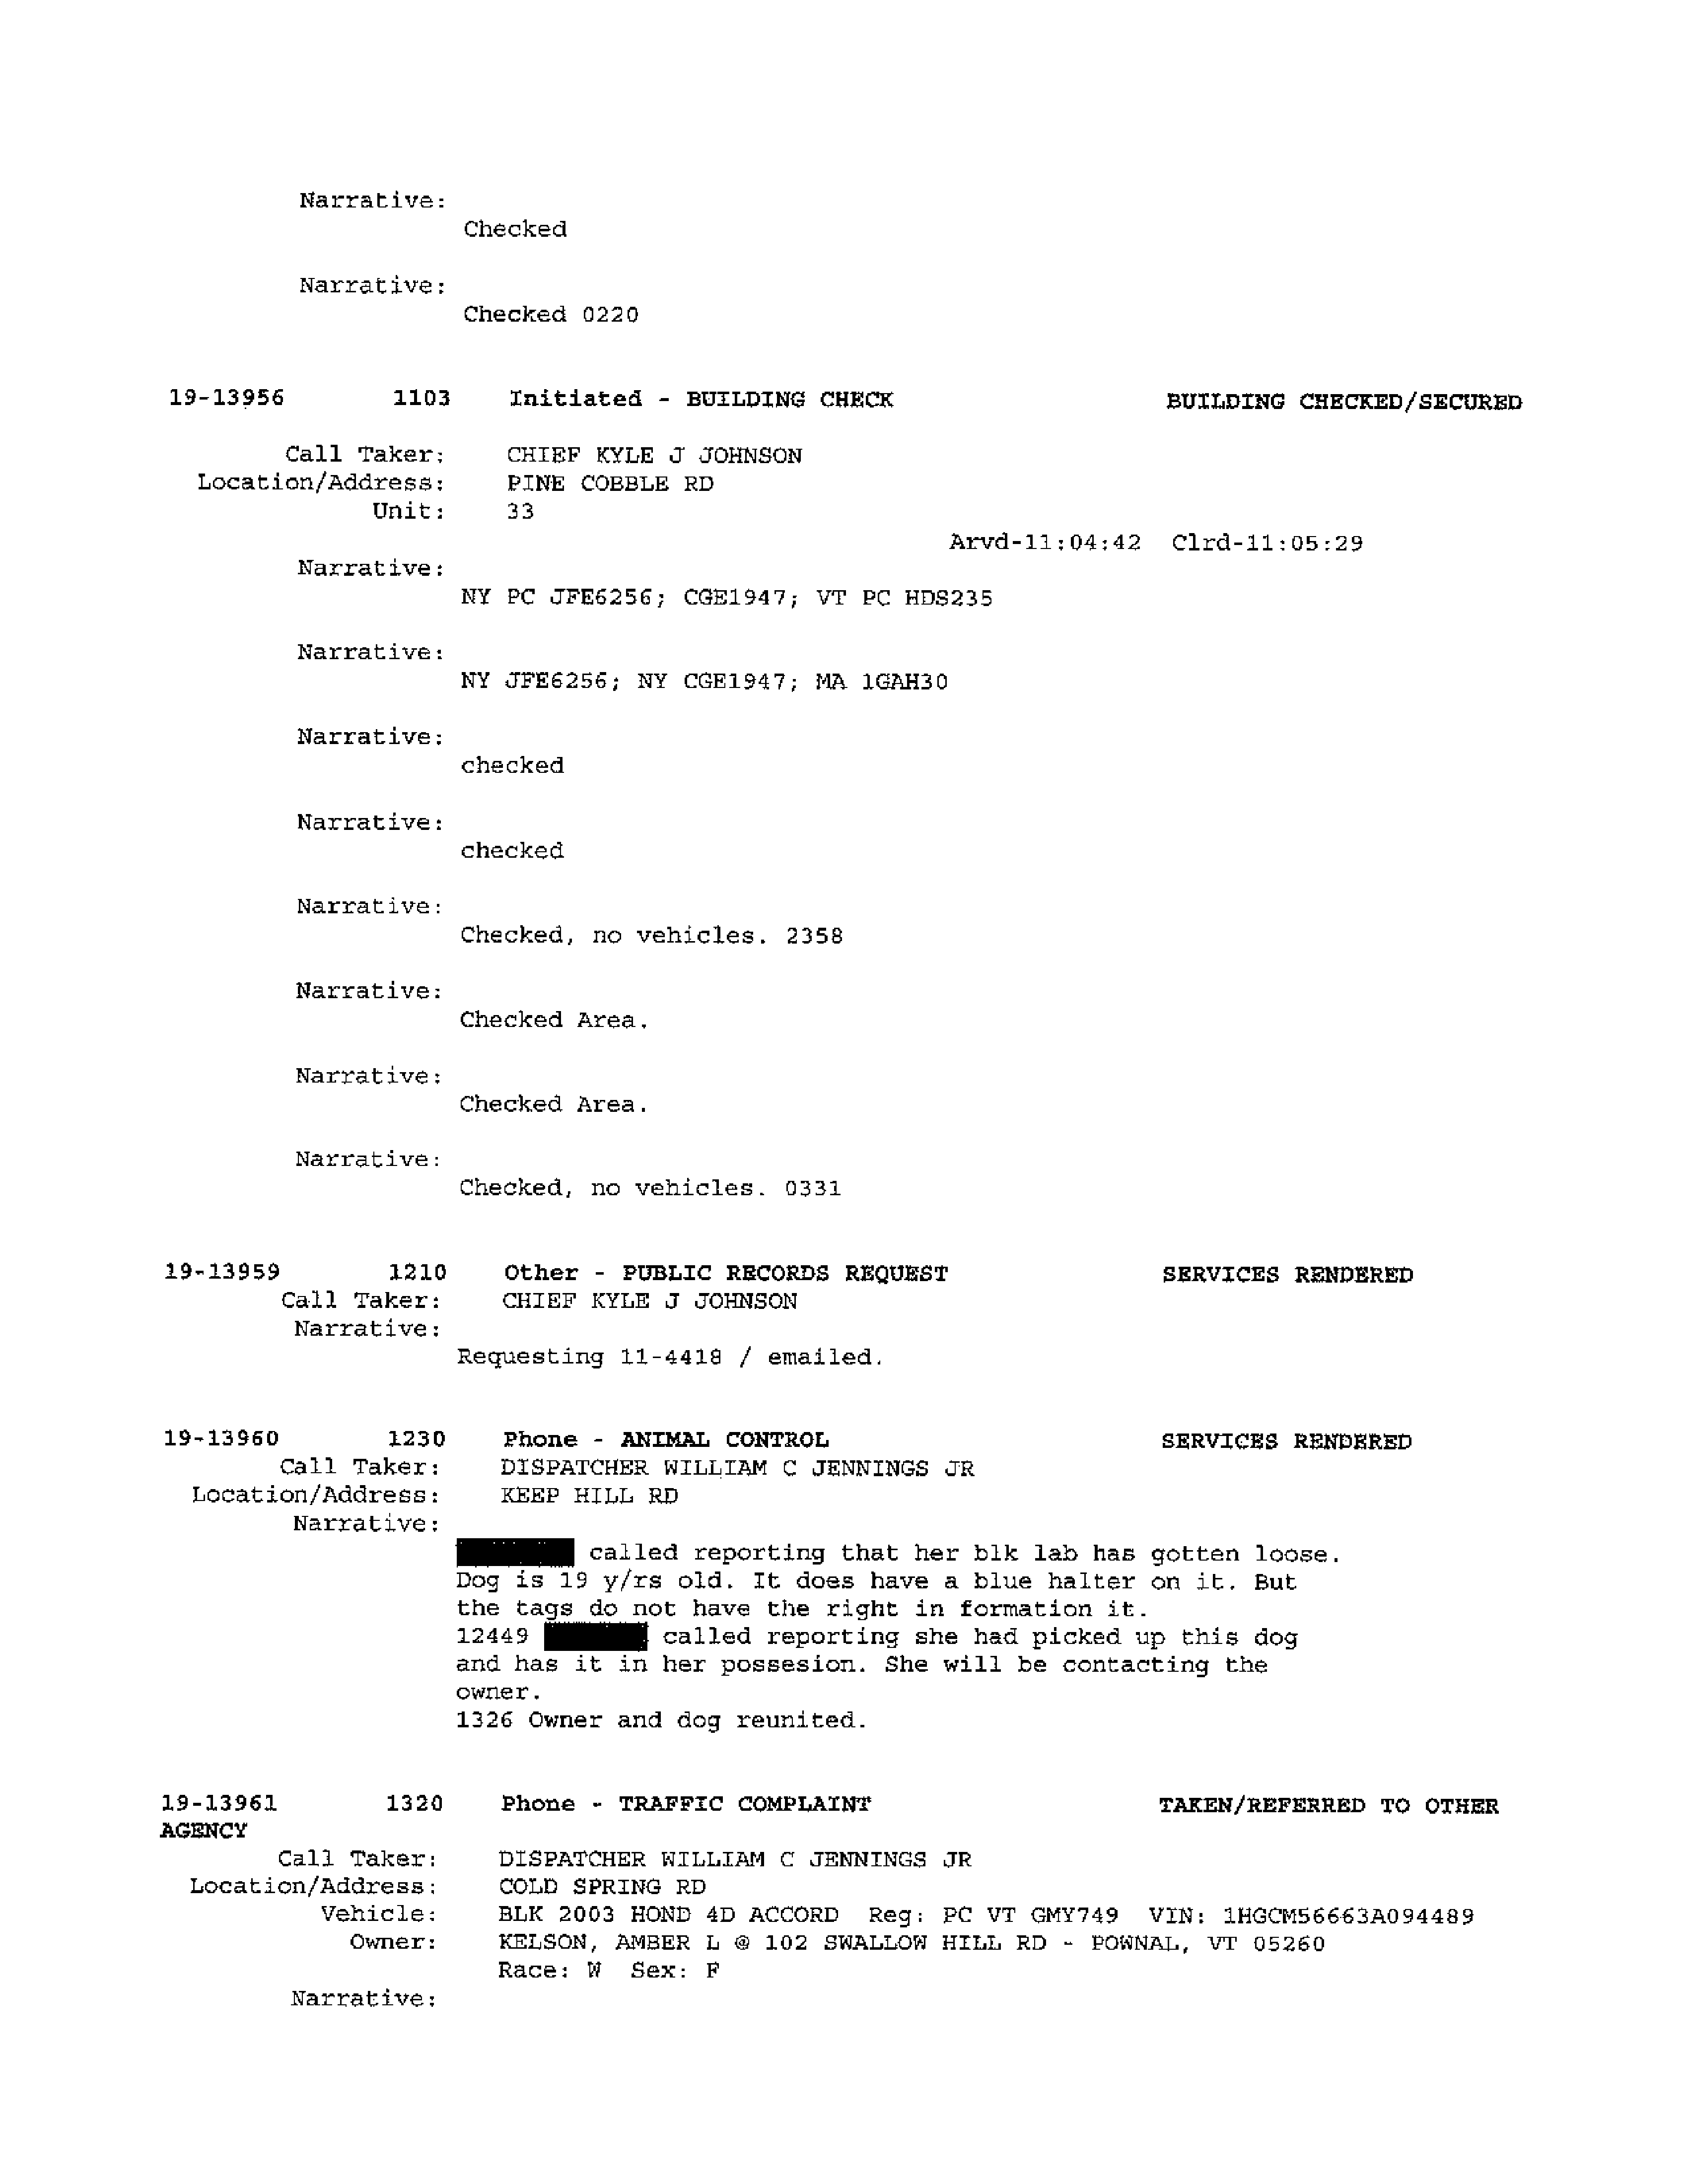 Narrative:
Checked
Narrative:
Checked 0220
19-13956 1103 Initiated - BUILDING CHECK BUILDING CHECKED/SECURED
Call Taker: CHIEF KYLE J JOHNSON
Location/Address: PINE COBBLE RD
Unit: 33
Arvd-11:04:42 Clrd-11:05:29
Narrative:
NY PC JFE6256; CGE1947; VT PC HDS235
Narrative:
NY JFE6256; NY CGE1947; MA 1GAH30
Narrative:
checked
Narrative:
checked
Narrative:
Checked, no vehicles. 2358
Narrative:
Checked Area.
Narrative:
Checked Area.
Narrative:
Checked, no vehicles. 0331
19-13959 1210 Other - PUBLIC RECORDS REQUEST SERVICES RENDERED
Call Taker: CHIEF KYLE J JOHNSON
Narrative:
Requesting 11-4418 / emailed.
19-13960 1230 Phone - ANIMAL CONTROL SERVICES RENDERED
Call Taker: DISPATCHER WILLIAM C JENNINGS JR
Location/Address: KEEP HILL RD
Narrative:
called reporting that her blk lab has gotten loose.
Dog is 19 y/rs old. It does have a blue halter on it. But
the tags do not have the right in formation it.
12449 called reporting she had picked up this dog
and has it in her possesion. She will be contacting the
owner.
1326 Owner and dog reunited.
19-13961 1320 Phone - TRAFFIC COMPLAINT TAKEN/REFERRED TO OTHER
AGENCY
Call Taker: DISPATCHER WILLIAM C JENNINGS JR
Location/Address: COLD SPRING RD
Vehicle: BLK 2003 HOND 4D ACCORD Reg: PC VT GMY749 VIN: 1HGCM56663A094489
Owner: KELSON, AMBER L @ 102 SWALLOW HILL RD - POWNAL, VT 05260
Race: W Sex: F
Narrative: